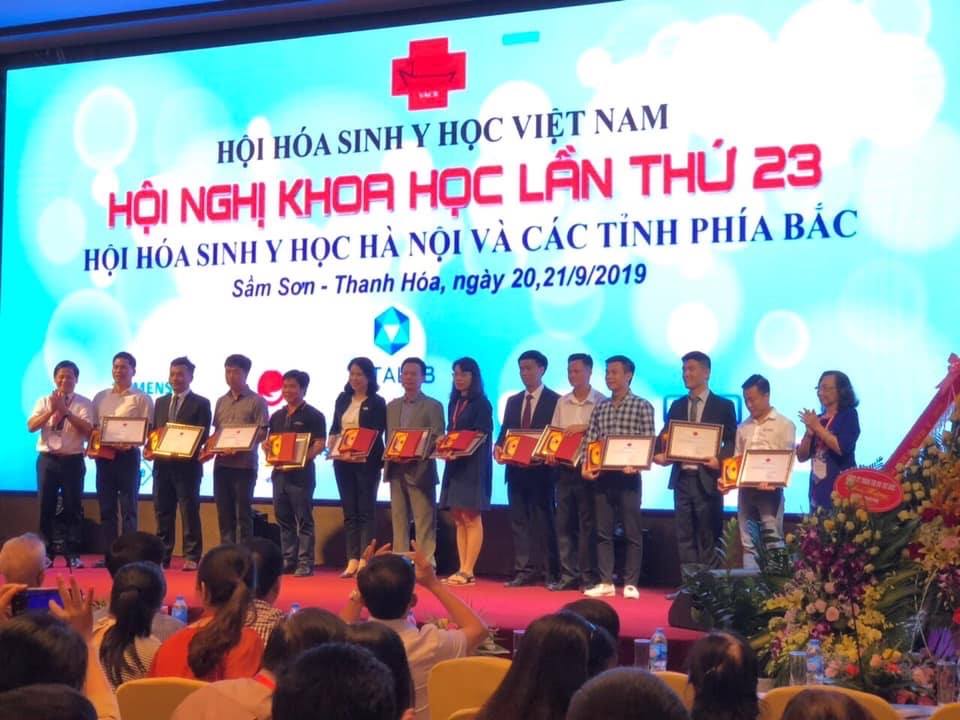 VACB
HỘI HÓA SINH Y HỌC VIỆT NAM
HỘI NGHỊ KHOA HỌC LẦN THỨ 23
HỘI HÓA SINH Y HỌC HÀ NỘI VÀ CÁC TỈNH PHÍA BẮC
Sầm Sơn - Thanh Hóa, ngày 20,21/9/2019